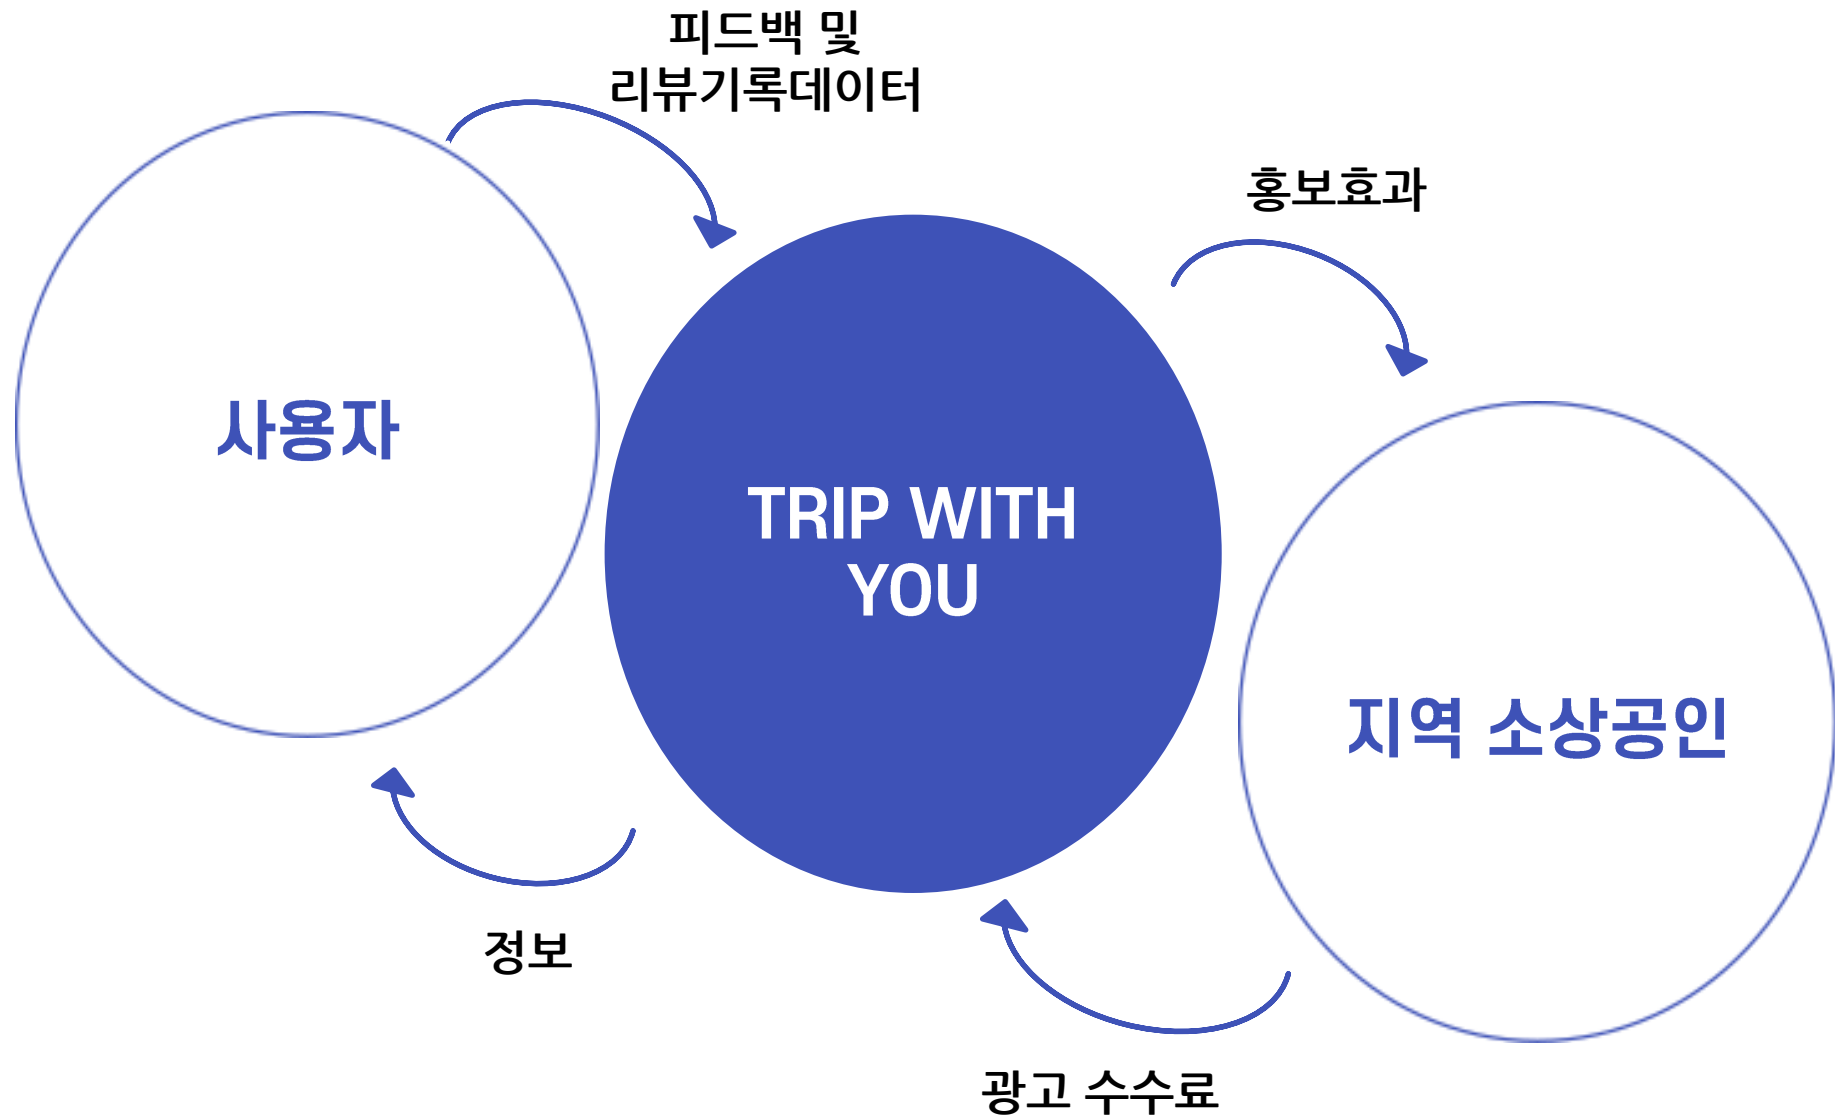 피드백 및
리뷰기록데이터
홍보효과
사용자
TRIP WITH
YOU
지역 소상공인
정보
광고 수수료